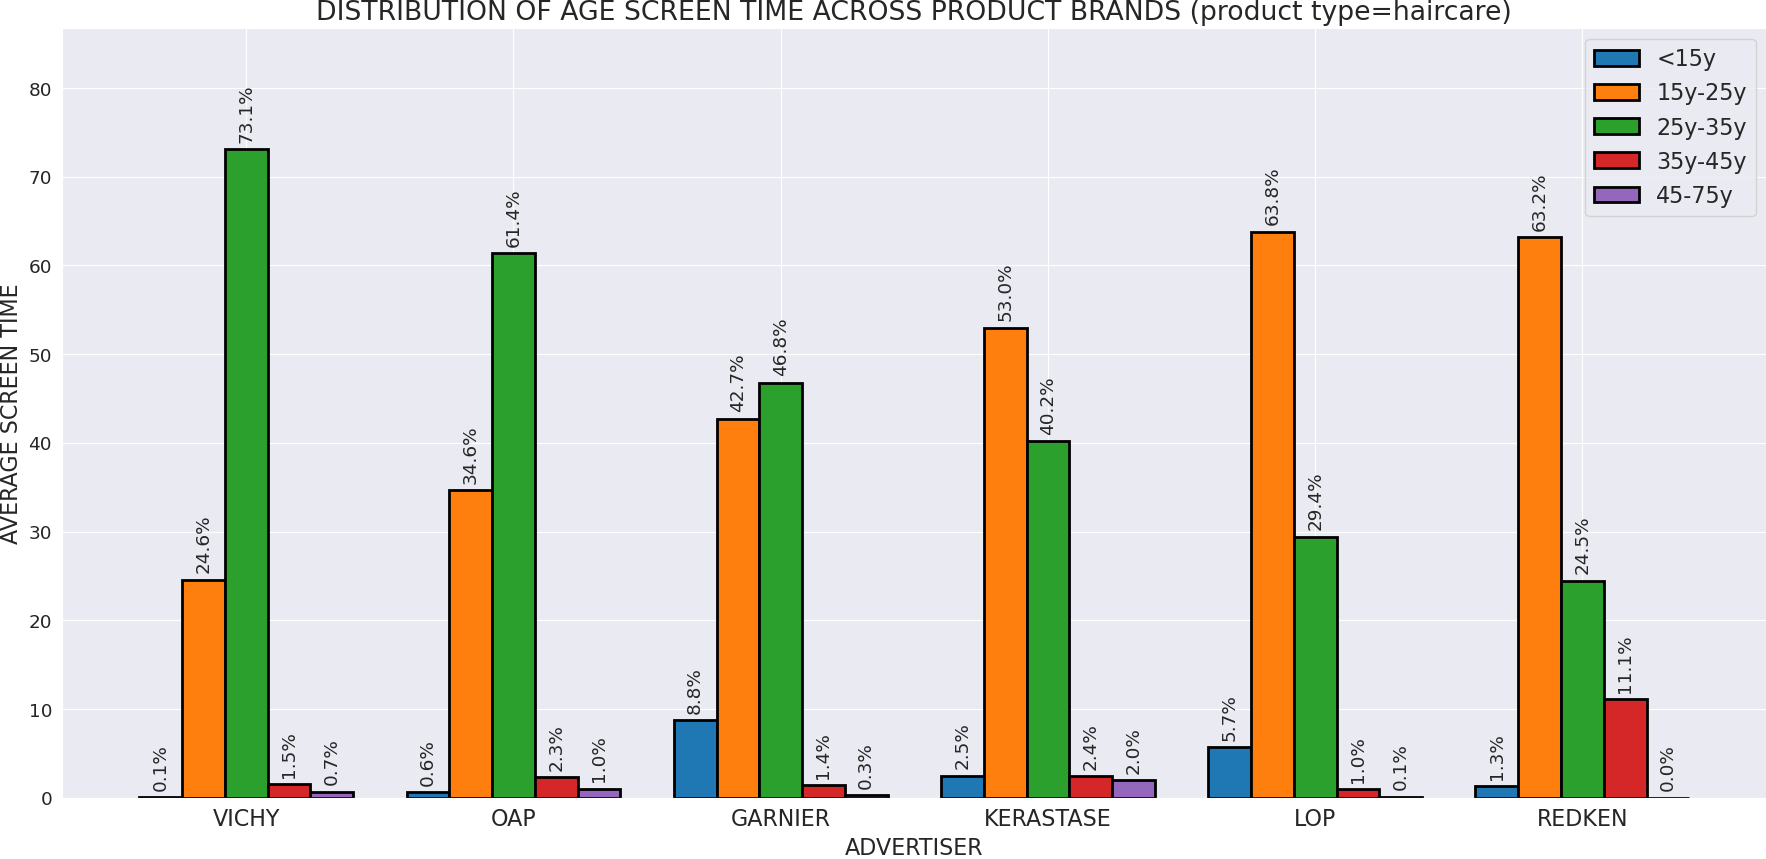 DISTRIBUTION OF AGE SCREEN TIME ACROSS PRODUCT BRANDS (product type=haircare)
<15y
15y-25y
25y-35y
35y-45y
45-75y
AVERAGE SCREEN TIME
80
70
60
50
40
30
20
10
0
0.1%
24.6%
73.1%
1.5%
0.7%
0.6%
34.6%
61.4%
2.3%
1.0%
8.8%
42.7%
46.8%
1.4%
0.3%
2.5%
53.0%
40.2%
2.4%
2.0%
5.7%
63.8%
29.4%
1.0%
0.1%
1.3%
63.2%
24.5%
11.1%
0.0%
VICHY
OAP
GARNIER
KERASTASE
LOP
REDKEN
ADVERTISER